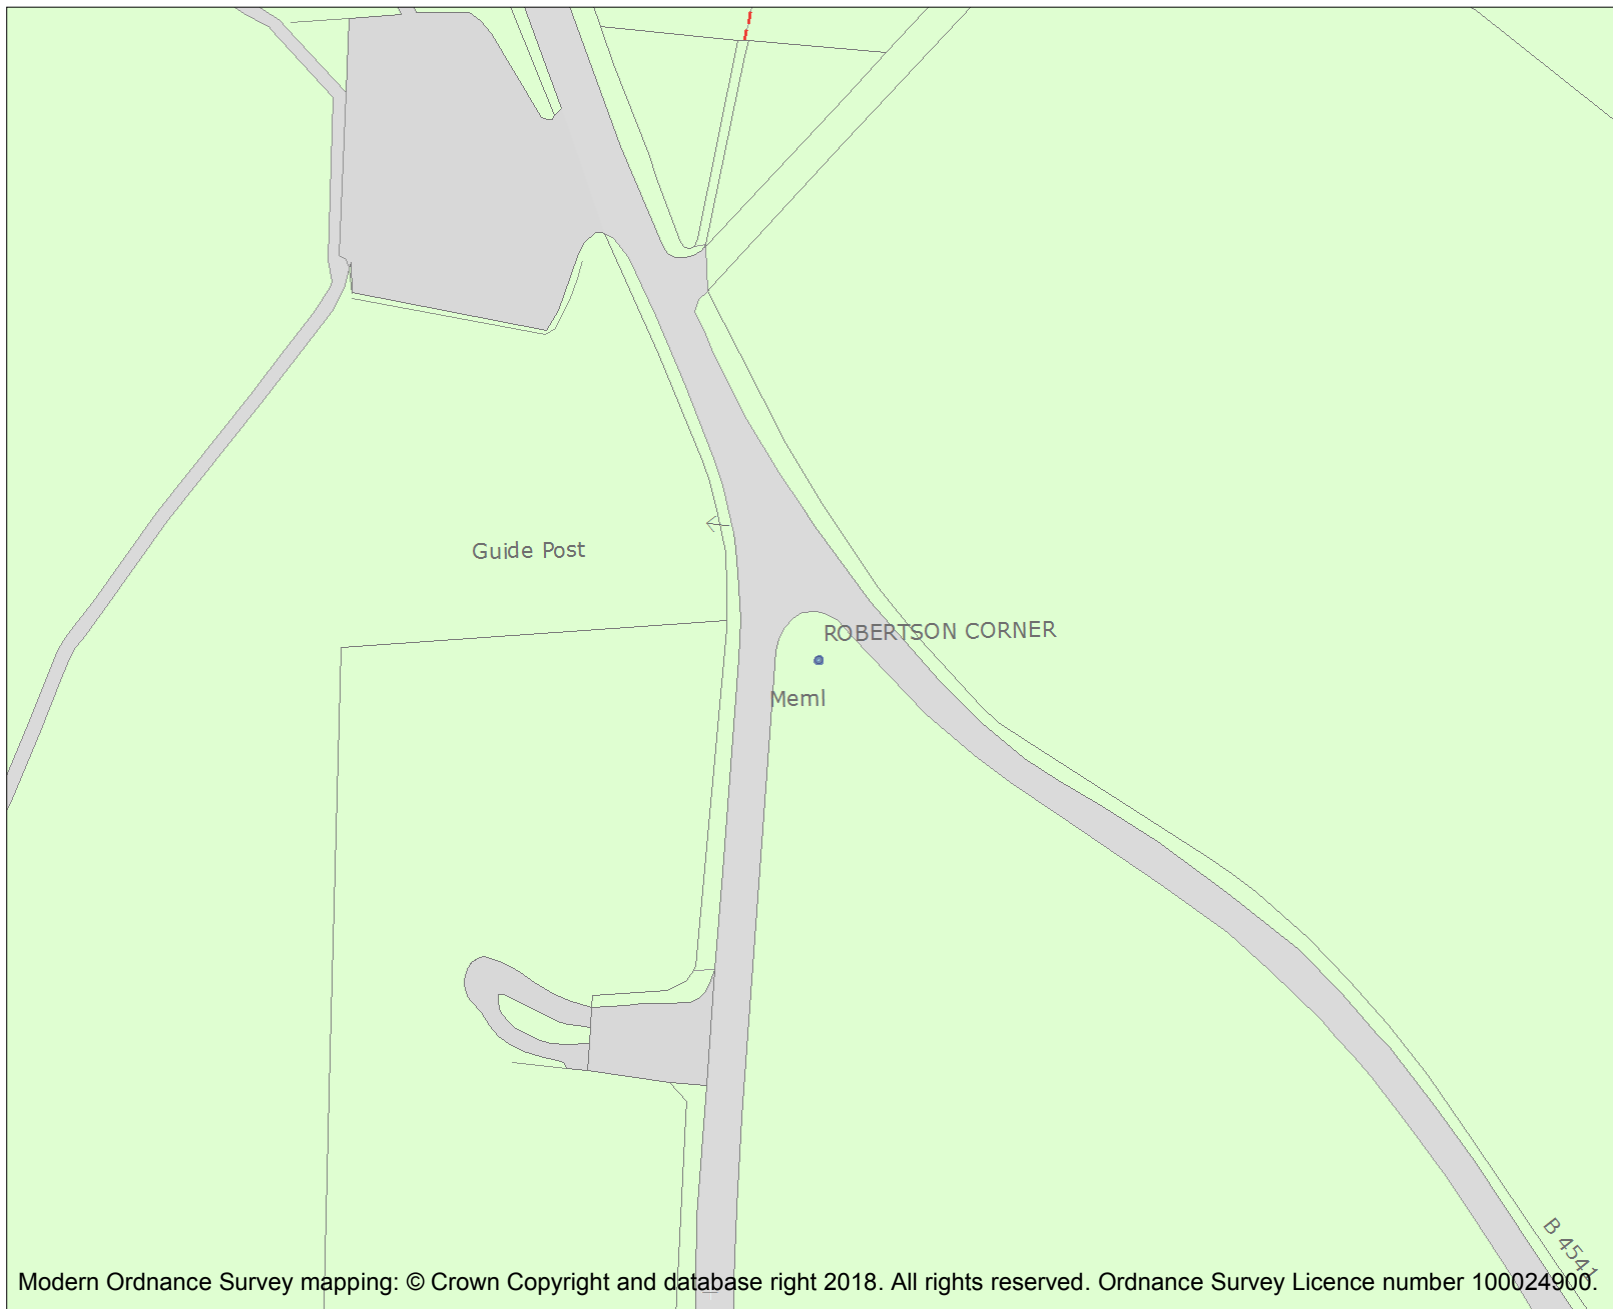 Guide Post
ROBERTSON CORNER
Meml
B 4541
Modern Ordnance Survey mapping: © Crown Copyright and database right 2018. All rights reserved. Ordnance Survey Licence number 100024900.